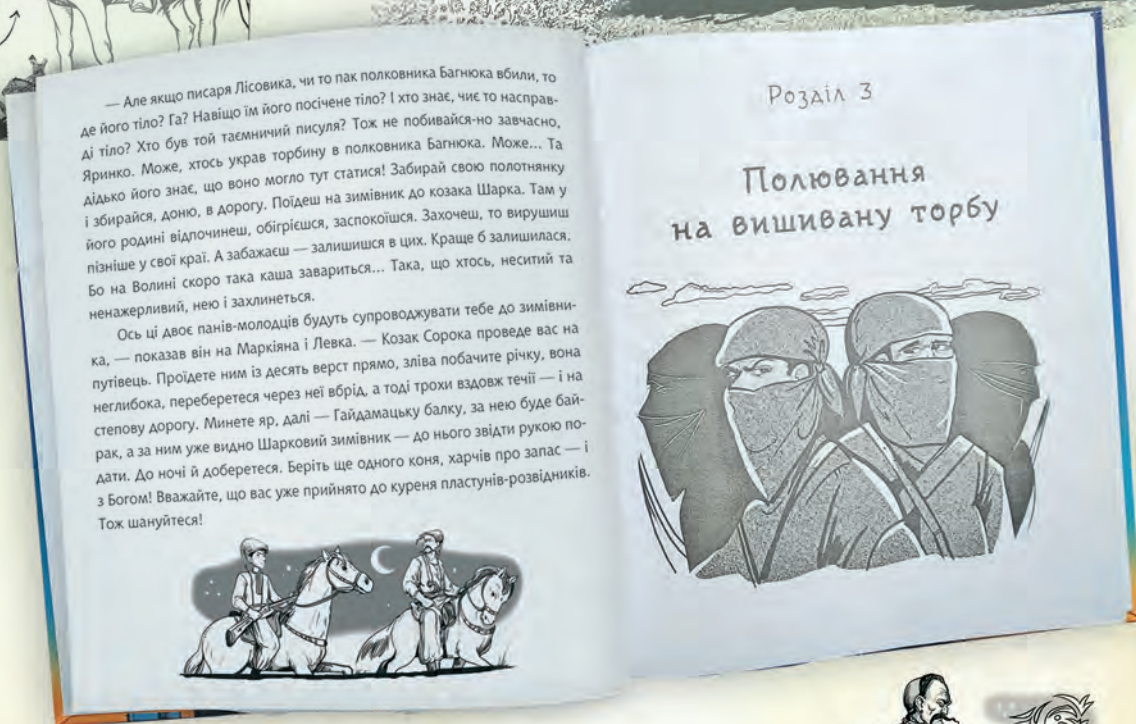 — Але якщо писаря Лісовика, чи то пак полковника Багнюка вбили, то
де його тіло? Га? Навіщо їм його посічене тіло? І хто знає, чиє то насправ-
ді тіло? Хто був той таємничий писуля? Тож не побивайся-но завчасно,
Яринко. Може, хтось украв торбину в полковника Багнюка. Може... Та
дідько його знає, що воно могло тут статися! Забирай свою полотнянку
і збирайся, доню, в дорогу. Поїдеш на зимівник до козака Шарка. Там у
його родині відпочинеш, обігрієшся, заспокоїшся. Захочеш, то вирушиш
пізніше у свої краї. А забажаєш — залишишся в цих. Краще б залишилася.
Бо на Волині скоро така каша завариться... Така, що хтось, неситий та
ненажерливий, нею і захлинеться.
Ось ці двоє панів-молодців будуть супроводжувати тебе до зимівни-
ка, — показав він на Маркіяна і Левка. — Козак Сорока проведе вас на
путівець. Проїдете ним із десять верст прямо, зліва побачите річку, вона
неглибока, переберетеся через неї вбрід, а тоді трохи вздовж течії — і на
степову дорогу. Минете яр, далі — Гайдамацьку балку, за нею буде бай-
рак, а за ним уже видно Шарковий зимівник — до нього звідти рукою по-
дати. До ночі й доберетеся. Беріть ще одного коня, харчів про запас — і
з Богом! Вважайте, що вас уже прийнято до куреня пластунів-розвідників.
Тож шануйтеся!
Розділ 3
Полювання
на вишивану торбу